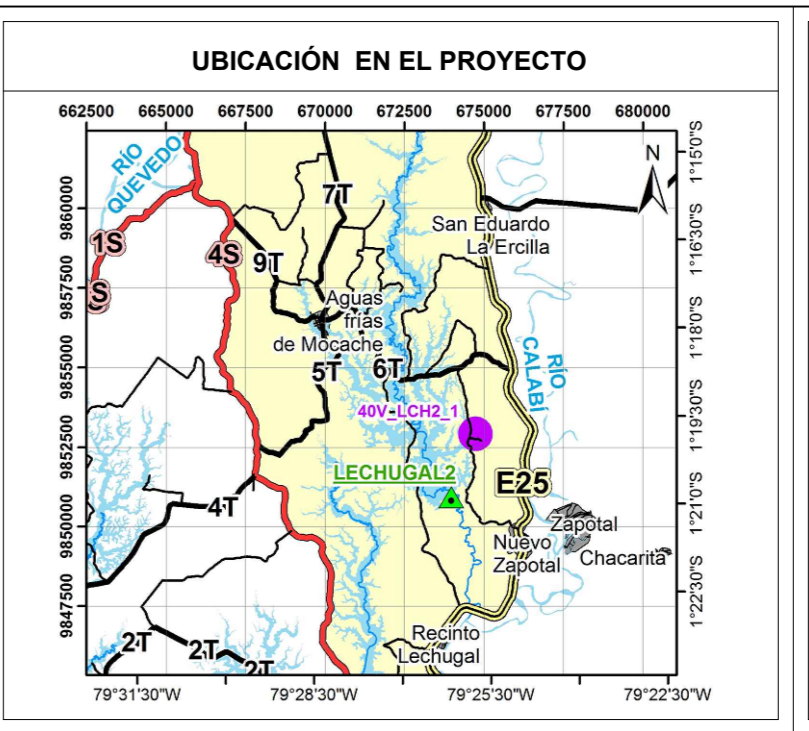 UBICACIÓN EN EL PROYECTO
662500 665000 667500 670000 672500 675000 677500 680000
RÍO
QUEVEDO
N
1°15'0"S
9860000
7T
San Eduardo
La Ercilla
1S
4S
9T
1°16'30"S
9857500
S
Aguas
frías
de Mocache
1°18'0"S
RÍO
CALABÍ
9855000
5T
6T
40V_LCH2_1
1°19'30"S
9852500
LECHUGAL2
E25
1°21'0"S
9850000
4T
Zapotal
Nuevo
Zapotal
Chacarita
9847500
1°22'30"S
2T
2T
2T
Recinto
Lechugal
79°31'30"W 79°28'30"W 79°25'30"W 79°22'30"W